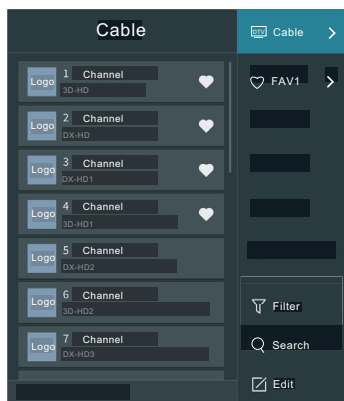 Cable
Logo 1 Channel
3D-HD
Logo 2 Channel
DX-HD
Logo 3 Channel
DX-HD1
Logo 4 Channel
3D-HD1
Logo 5 Channel
DX-HD2
Logo 6 Channel
3D-HD2
Logo 7 Channel
DX-HD3
DTV Cable
FAV1
Filter
Search
Edit